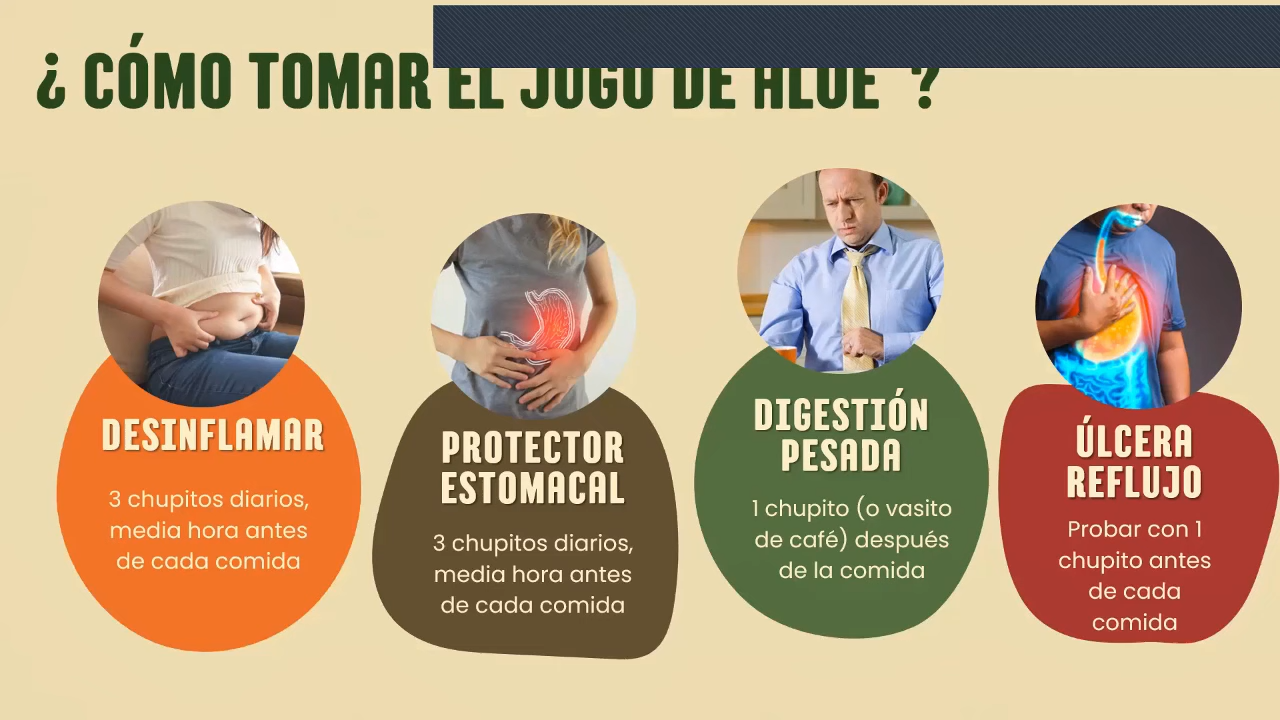 ¿ CÓMO TOMAR EL JUGO DE ALOE ?
DESINFLAMAR
3 chupitos diarios,
media hora antes
de cada comida
PROTECTOR
ESTOMACAL
3 chupitos diarios,
media hora antes
de cada comida
DIGESTIÓN
PESADA
1 chupito (o vasito
de café) después
de la comida
ÚLCERA
REFLUJO
Probar con 1
chupito antes
de cada
comida